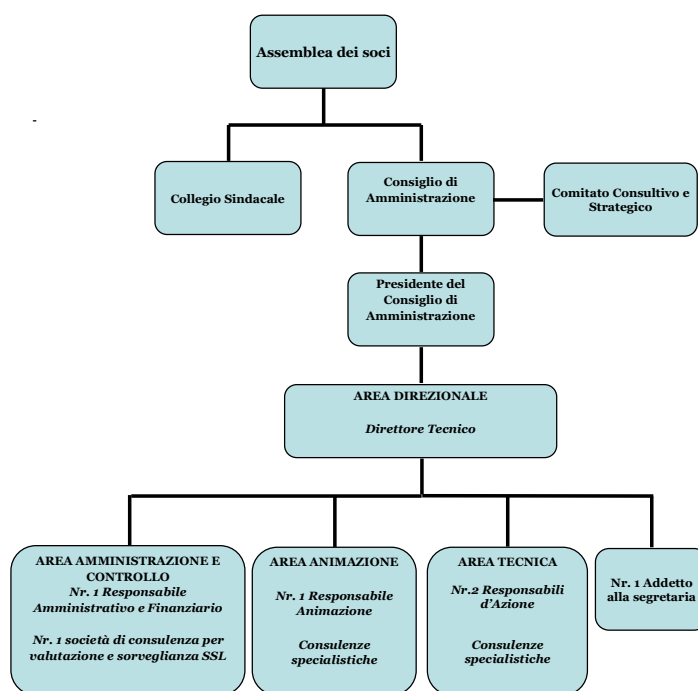 Assemblea dei soci
-
Collegio Sindacale
Consiglio di
Amministrazione
Comitato Consultivo e
Strategico
Presidente del
Consiglio di
Amministrazione
AREA DIREZIONALE
Direttore Tecnico
AREA AMMINISTRAZIONE E
CONTROLLO
Nr. 1 Responsabile
Amministrativo e Finanziario
Nr. 1 società di consulenza per
valutazione e sorveglianza SSL
AREA ANIMAZIONE
Nr. 1 Responsabile
Animazione
Consulenze
specialistiche
AREA TECNICA
Nr.2 Responsabili
d'Azione
Consulenze
specialistiche
Nr. 1 Addetto
alla segretaria